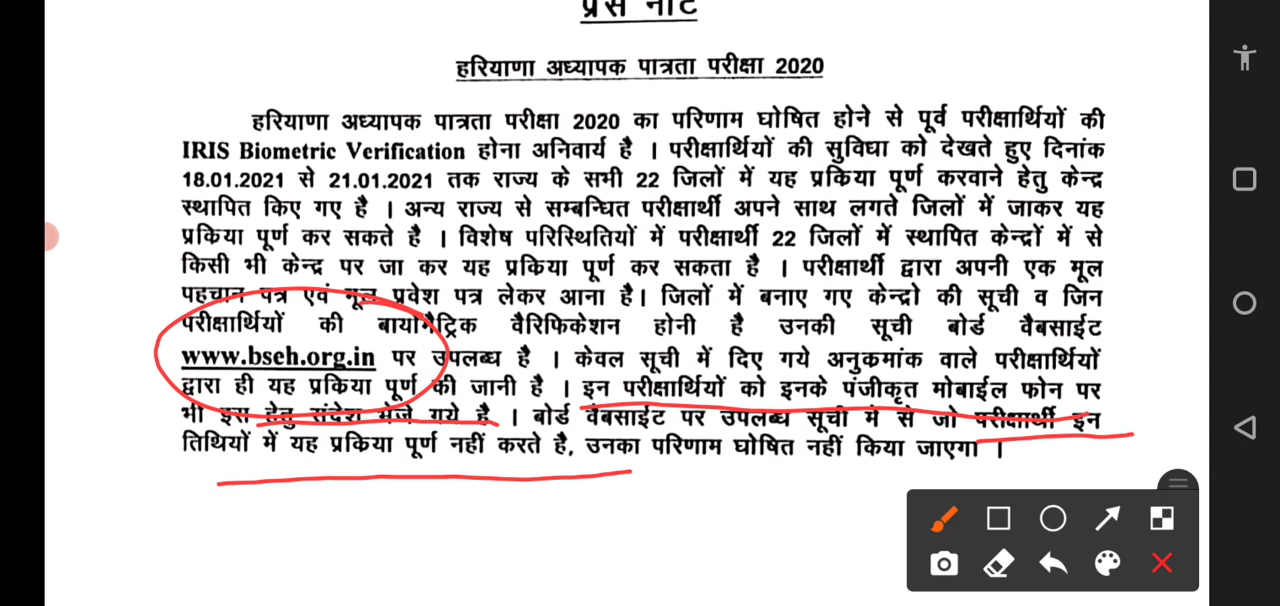 प्रेस नोट
हरियाणा अध्यापक पात्रता परीक्षा 2020
हरियाणा अध्यापक पात्रता परीक्षा 2020 का परिणाम घोषित होने से पूर्व परीक्षार्थियों की
IRIS Biometric Verification होना अनिवार्य है । परीक्षार्थियों की सुविधा को देखते हुए दिनांक
18.01.2021 से 21.01.2021 तक राज्य के सभी 22 जिलों में यह प्रकिया पूर्ण करवाने हेतु केन्द्र
स्थापित किए गए है । अन्य राज्य से सम्बन्धित परीक्षार्थी अपने साथ लगते जिलों में जाकर यह
प्रकिया पूर्ण कर सकते है । विशेष परिस्थितियों में परीक्षार्थी 22 जिलों में स्थापित केन्द्रों में से
किसी भी केन्द्र पर जा कर यह प्रकिया पूर्ण कर सकता है । परीक्षार्थी द्वारा अपनी एक मूल
पहचान पत्र एवं मूल प्रवेश पत्र लेकर आना है। जिलों में बनाए गए केन्द्रो की सूची व जिन
परीक्षार्थियों की बायोमैट्रिक वैरिफिकेशन होनी है उनकी सूची बोर्ड वैबसाईट
www.bseh.org.in पर उपलब्ध है । केवल सूची में दिए गये अनुकमांक वाले परीक्षार्थियों
द्वारा ही यह प्रकिया पूर्ण की जानी है । इन परीक्षार्थियों को इनके पंजीकृत मोबाईल फोन पर
भी इस हेतु संदेश भेजे गये है । बोर्ड वैबसाईट पर उपलब्ध सूची में से जो परीक्षार्थी इन
तिथियों में यह प्रकिया पूर्ण नहीं करते है, उनका परिणाम घोषित नहीं किया जाएगा ।